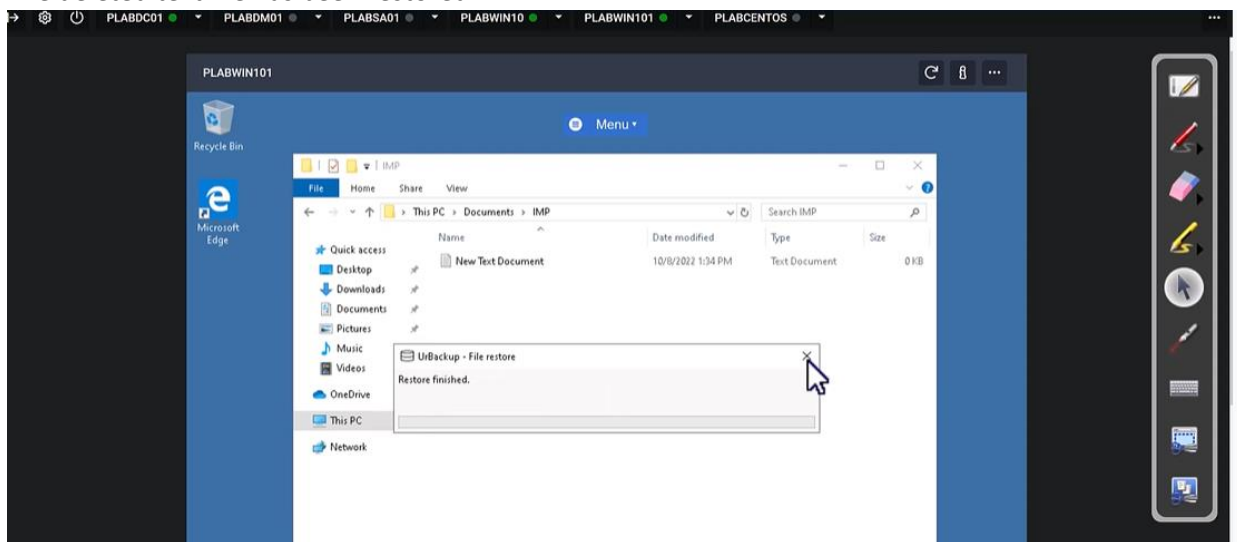 PLABDC01 PLABDM01 PLABSA01 PLABWIN10 PLABWIN101 PLABCENTOS
PLABWIN101
Menu
Recycle Bin
Microsoft
Edge
IMP
File Home Share View
This PC > Documents > IMP
Search IMP
Name Date modified Type Size
New Text Document 10/8/2022 1:34 PM Text Document 0 KB
Quick access
Desktop
Downloads
Documents
Pictures
Music
Videos
OneDrive
This PC
Network
UrBackup - File restore
Restore finished.